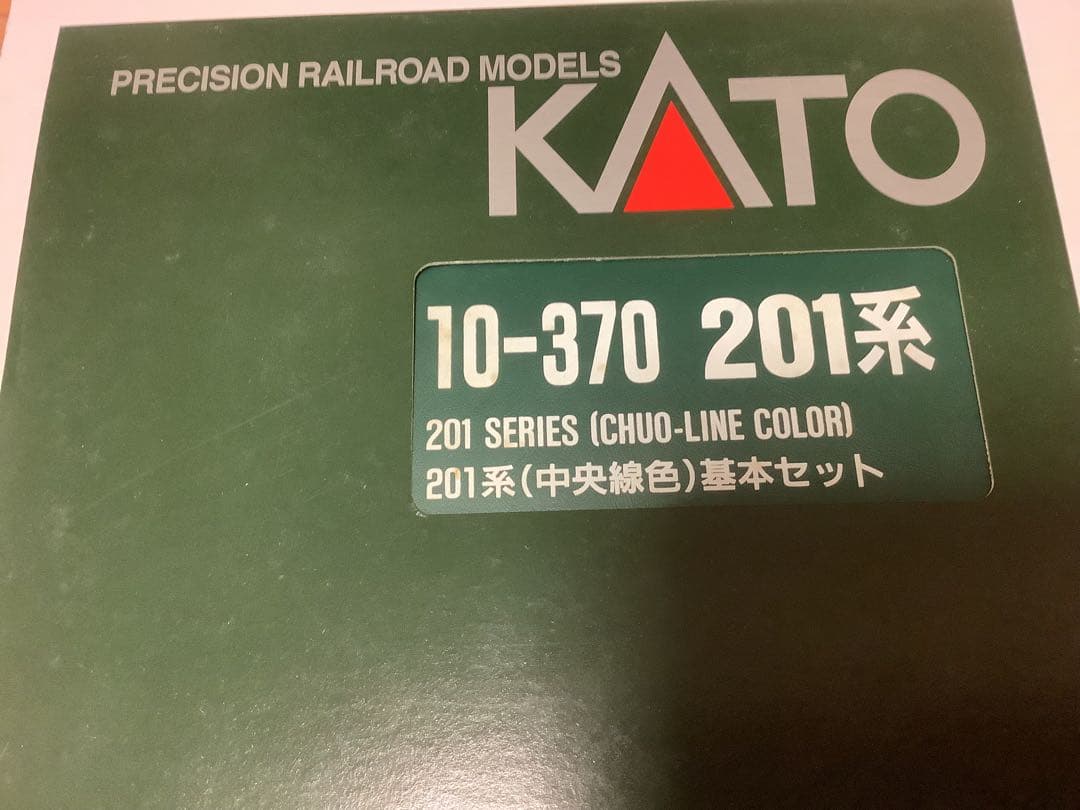 PRECISION RAILROAD MODELS
KATO
10-370 201系
201 SERIES (CHUO-LINE COLOR)
201系(中央線色)基本セット